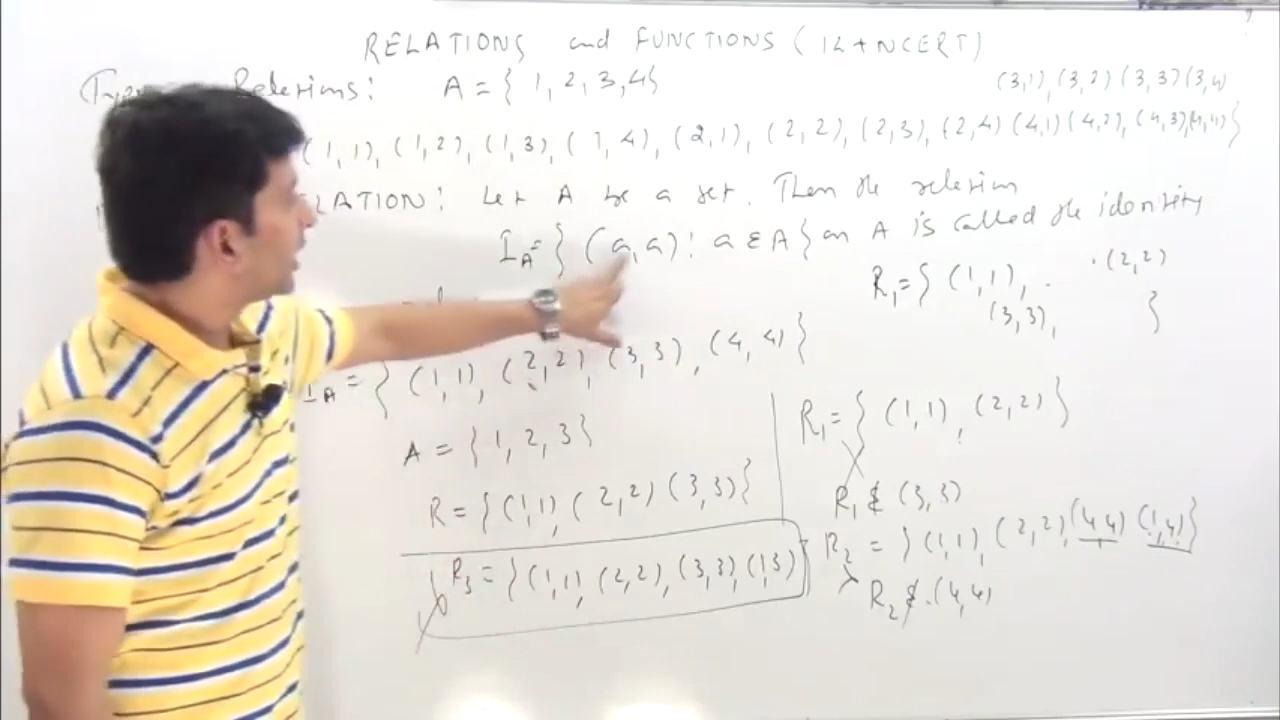 RELATIONS and FUNCTIONS (12 + NCERT)
Relations: A = { 1, 2, 3, 4}
(3,1), (3,2) (3,3) (3,4)
(1,1), (1,2), (1,3), (1,4), (2,1), (2,2), (2,3), (2,4) (4,1) (4,2), (4,3), (4,4)}
LATION: Let A be a set. Then the relation
I_A = { (a, a): a ∈ A } on A is called the identity
R₁ = { (1,1), (2,2)
(3,3), }
I_A = { (1,1), (2,2), (3,3), (4,4) }
A = {1, 2, 3}
R = {(1,1), (2,2) (3,3)}
R₃ = {(1,1), (2,2), (3,3), (1,3)
R₁ = { (1,1), (2,2) }
R₁ ∉ (3,3)
R₂ = {(1,1), (2,2), (4,4) (1,4)}
R₂ ∉ (4,4)